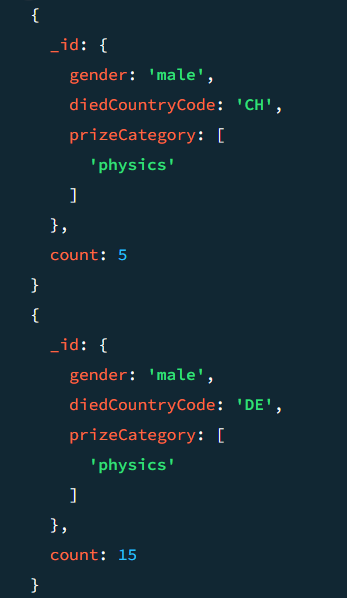 {
  _id: {
    gender: 'male',
    diedCountryCode: 'CH',
    prizeCategory: [
      'physics'
    ]
  },
  count: 5
}
{
  _id: {
    gender: 'male',
    diedCountryCode: 'DE',
    prizeCategory: [
      'physics'
    ]
  },
  count: 15
}